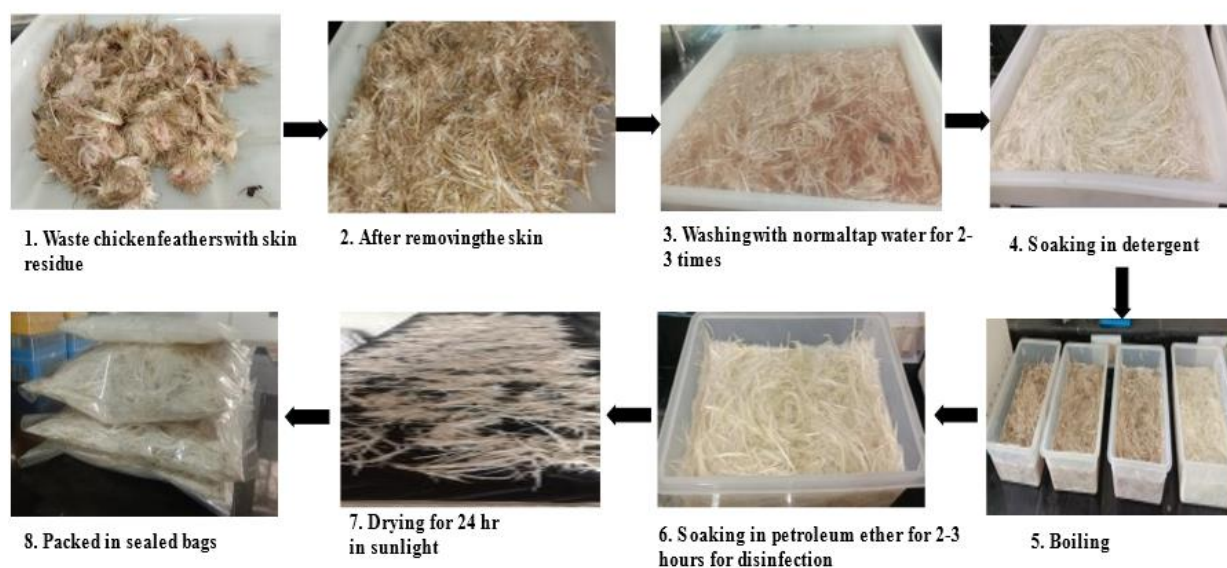 1. Waste chickenfeatherswith skin
residue
2. After removingthe skin
3. Washingwith normaltap water for 2-
3 times
4. Soaking in detergent
5. Boiling
6. Soaking in petroleum ether for 2-3
hours for disinfection
7. Drying for 24 hr
in sunlight
8. Packed in sealed bags